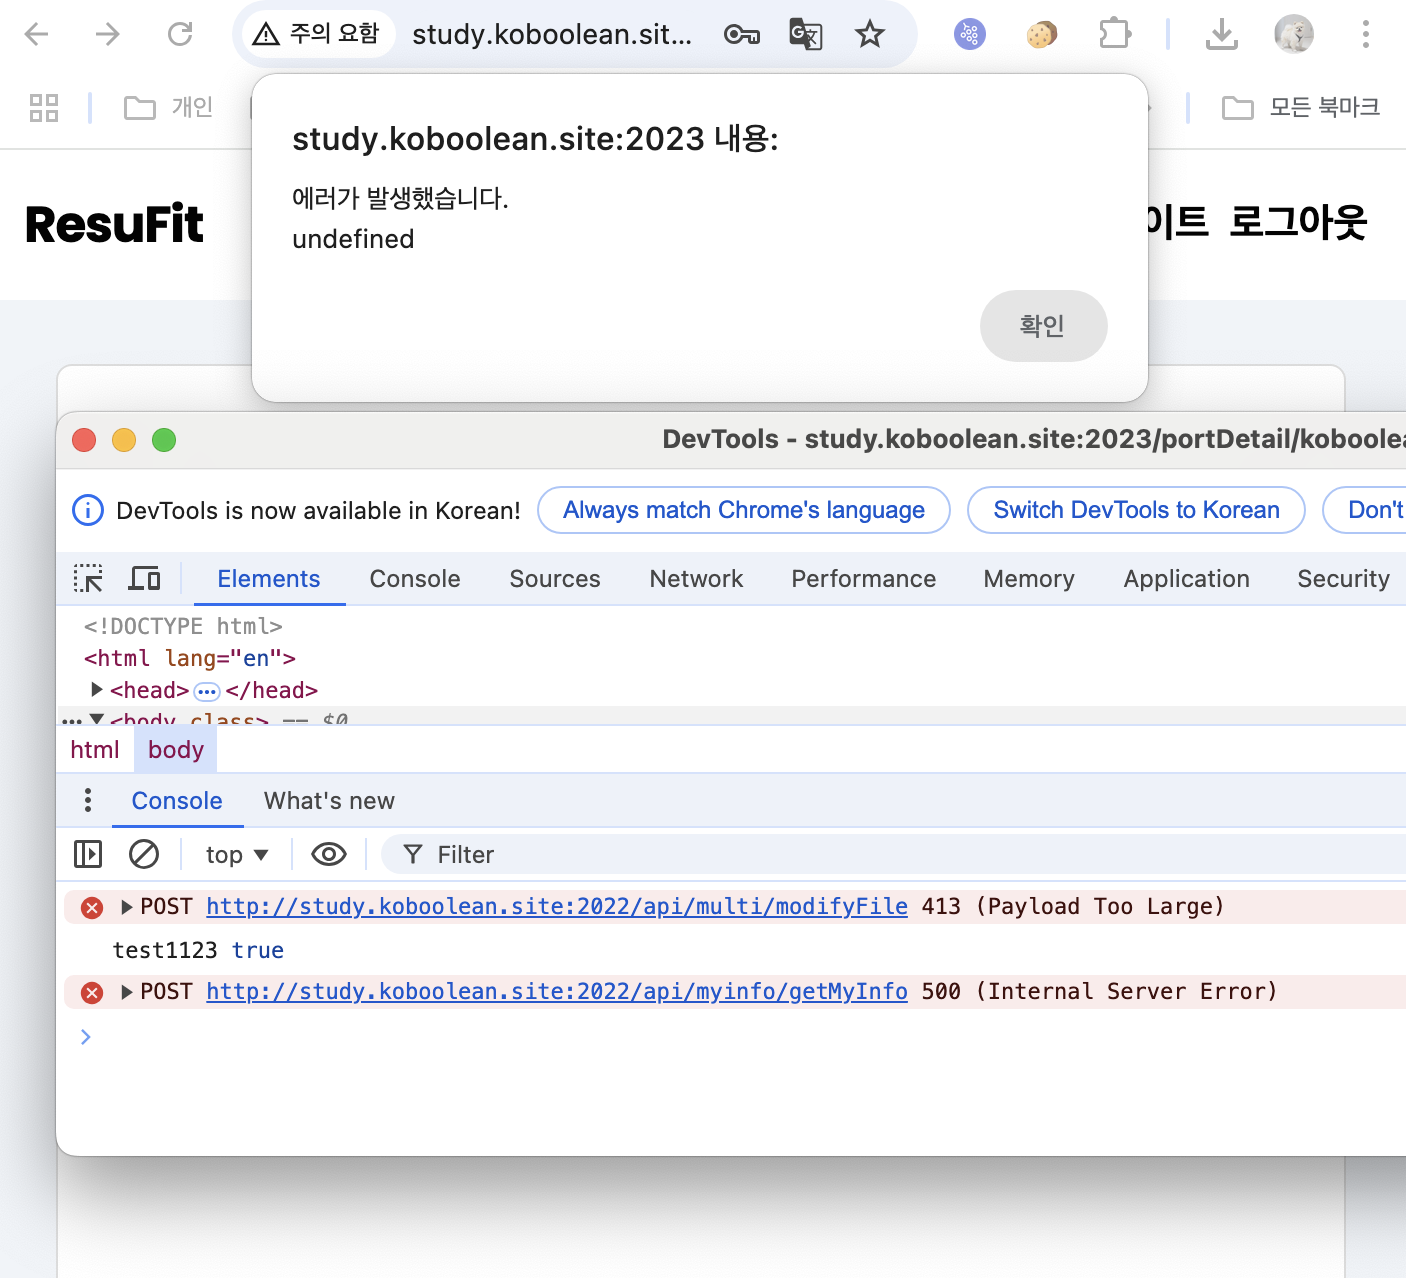 주의 요함
study.koboolean.sit...
개인
모든 북마크
study.koboolean.site:2023 내용:
에러가 발생했습니다.
undefined
확인
ResuFit
이트 로그아웃
DevTools - study.koboolean.site:2023/portDetail/koboolea
DevTools is now available in Korean!
Always match Chrome's language
Switch DevTools to Korean
Don't
Elements Console Sources Network Performance Memory Application Security
<!DOCTYPE html>
<html lang="en">
<head> ••• </head>
••• <body class> == $0
html body
Console What's new
top Filter
POST http://study.koboolean.site:2022/api/multi/modifyFile 413 (Payload Too Large)
test1123 true
POST http://study.koboolean.site:2022/api/myinfo/getMyInfo 500 (Internal Server Error)